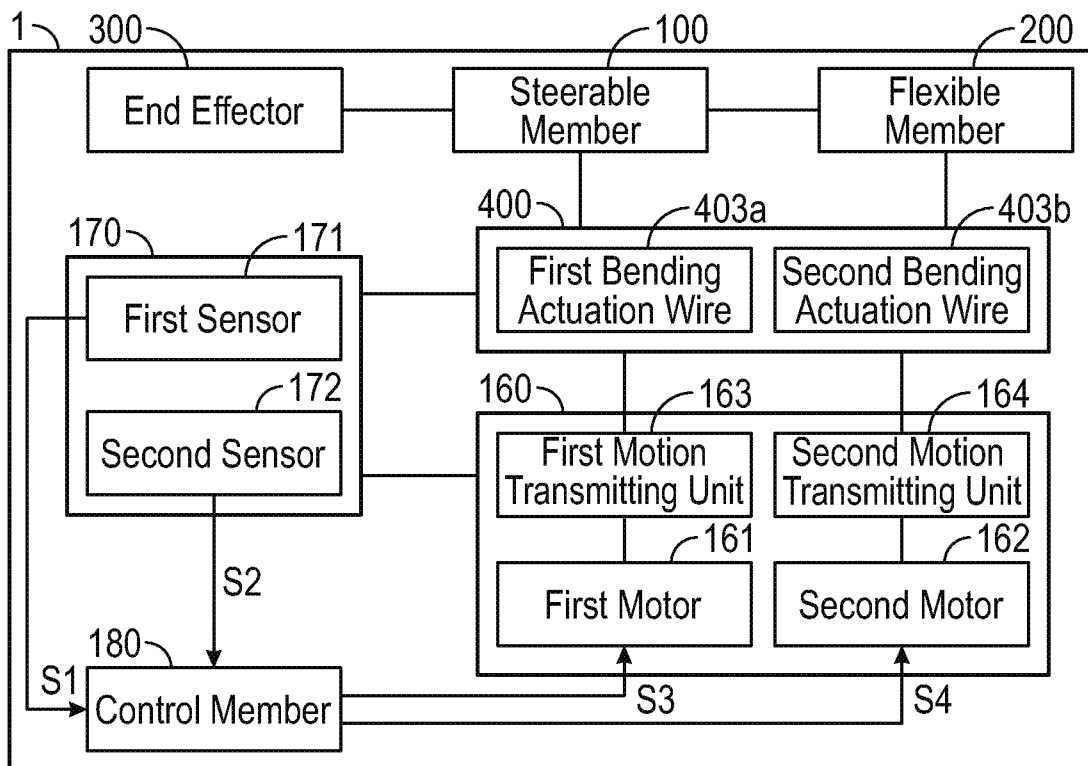 1
300
100
200
End Effector
Steerable
Member
Flexible
Member
400
403a
403b
170
171
First Sensor
First Bending
Actuation Wire
Second Bending
Actuation Wire
172
Second Sensor
160
163
164
First Motion
Transmitting Unit
Second Motion
Transmitting Unit
161
162
First Motor
Second Motor
S2
180
S1
Control Member
S3
S4